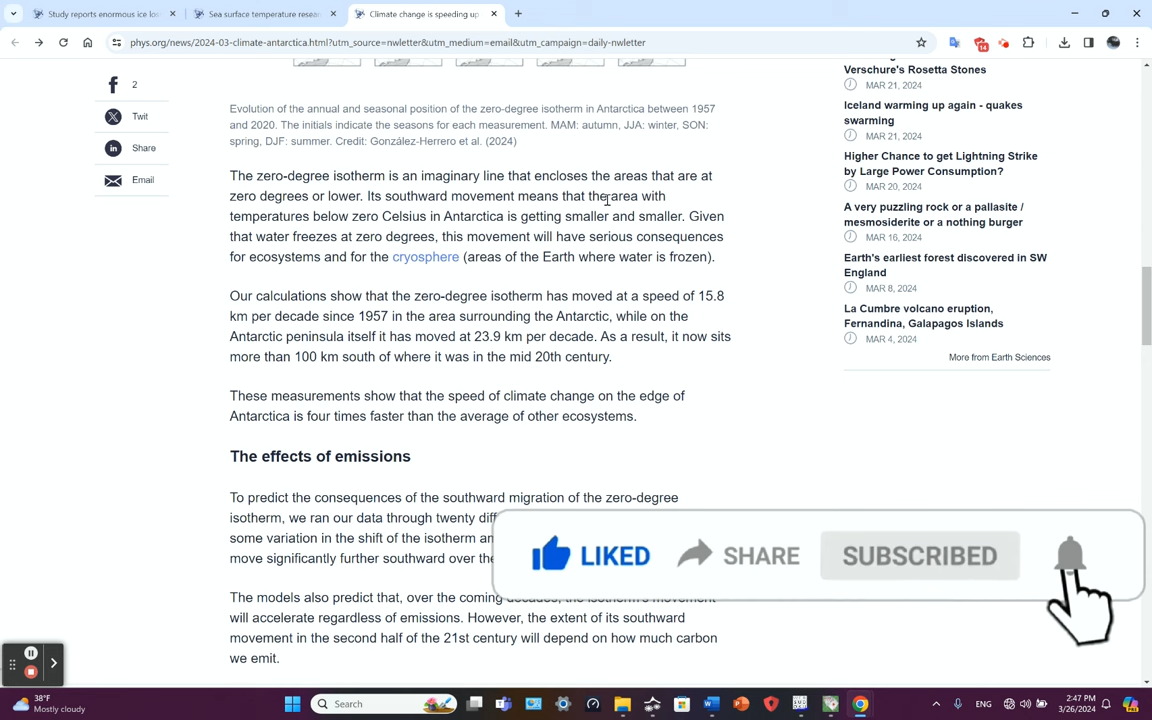 Study reports enormous ice los
Sea surface temperature resear
Climate change is speeding up
phys.org/news/2024-03-climate-antarctica.html?utm_source=nwletter&utm_medium=email&utm_campaign=daily-nwletter
14
2
Twit
Share
Email
Evolution of the annual and seasonal position of the zero-degree isotherm in Antarctica between 1957
and 2020. The initials indicate the seasons for each measurement. MAM: autumn, JJA: winter, SON:
spring, DJF: summer. Credit: González-Herrero et al. (2024)
The zero-degree isotherm is an imaginary line that encloses the areas that are at
zero degrees or lower. Its southward movement means that the area with
temperatures below zero Celsius in Antarctica is getting smaller and smaller. Given
that water freezes at zero degrees, this movement will have serious consequences
for ecosystems and for the cryosphere (areas of the Earth where water is frozen).
Our calculations show that the zero-degree isotherm has moved at a speed of 15.8
km per decade since 1957 in the area surrounding the Antarctic, while on the
Antarctic peninsula itself it has moved at 23.9 km per decade. As a result, it now sits
more than 100 km south of where it was in the mid 20th century.
These measurements show that the speed of climate change on the edge of
Antarctica is four times faster than the average of other ecosystems.
The effects of emissions
To predict the consequences of the southward migration of the zero-degree
isotherm, we ran our data through twenty diff
some variation in the shift of the isotherm an
move significantly further southward over the
The models also predict that, over the coming decades, the isotherm's movement
will accelerate regardless of emissions. However, the extent of its southward
movement in the second half of the 21st century will depend on how much carbon
we emit.
Verschure's Rosetta Stones
MAR 21, 2024
Iceland warming up again - quakes
swarming
MAR 21, 2024
Higher Chance to get Lightning Strike
by Large Power Consumption?
MAR 20, 2024
A very puzzling rock or a pallasite /
mesmosiderite or a nothing burger
MAR 16, 2024
Earth's earliest forest discovered in SW
England
MAR 8, 2024
La Cumbre volcano eruption,
Fernandina, Galapagos Islands
MAR 4, 2024
More from Earth Sciences
LIKED
SHARE
SUBSCRIBED
38°F
Mostly cloudy
Search
ENG
2:47 PM
3/26/2024